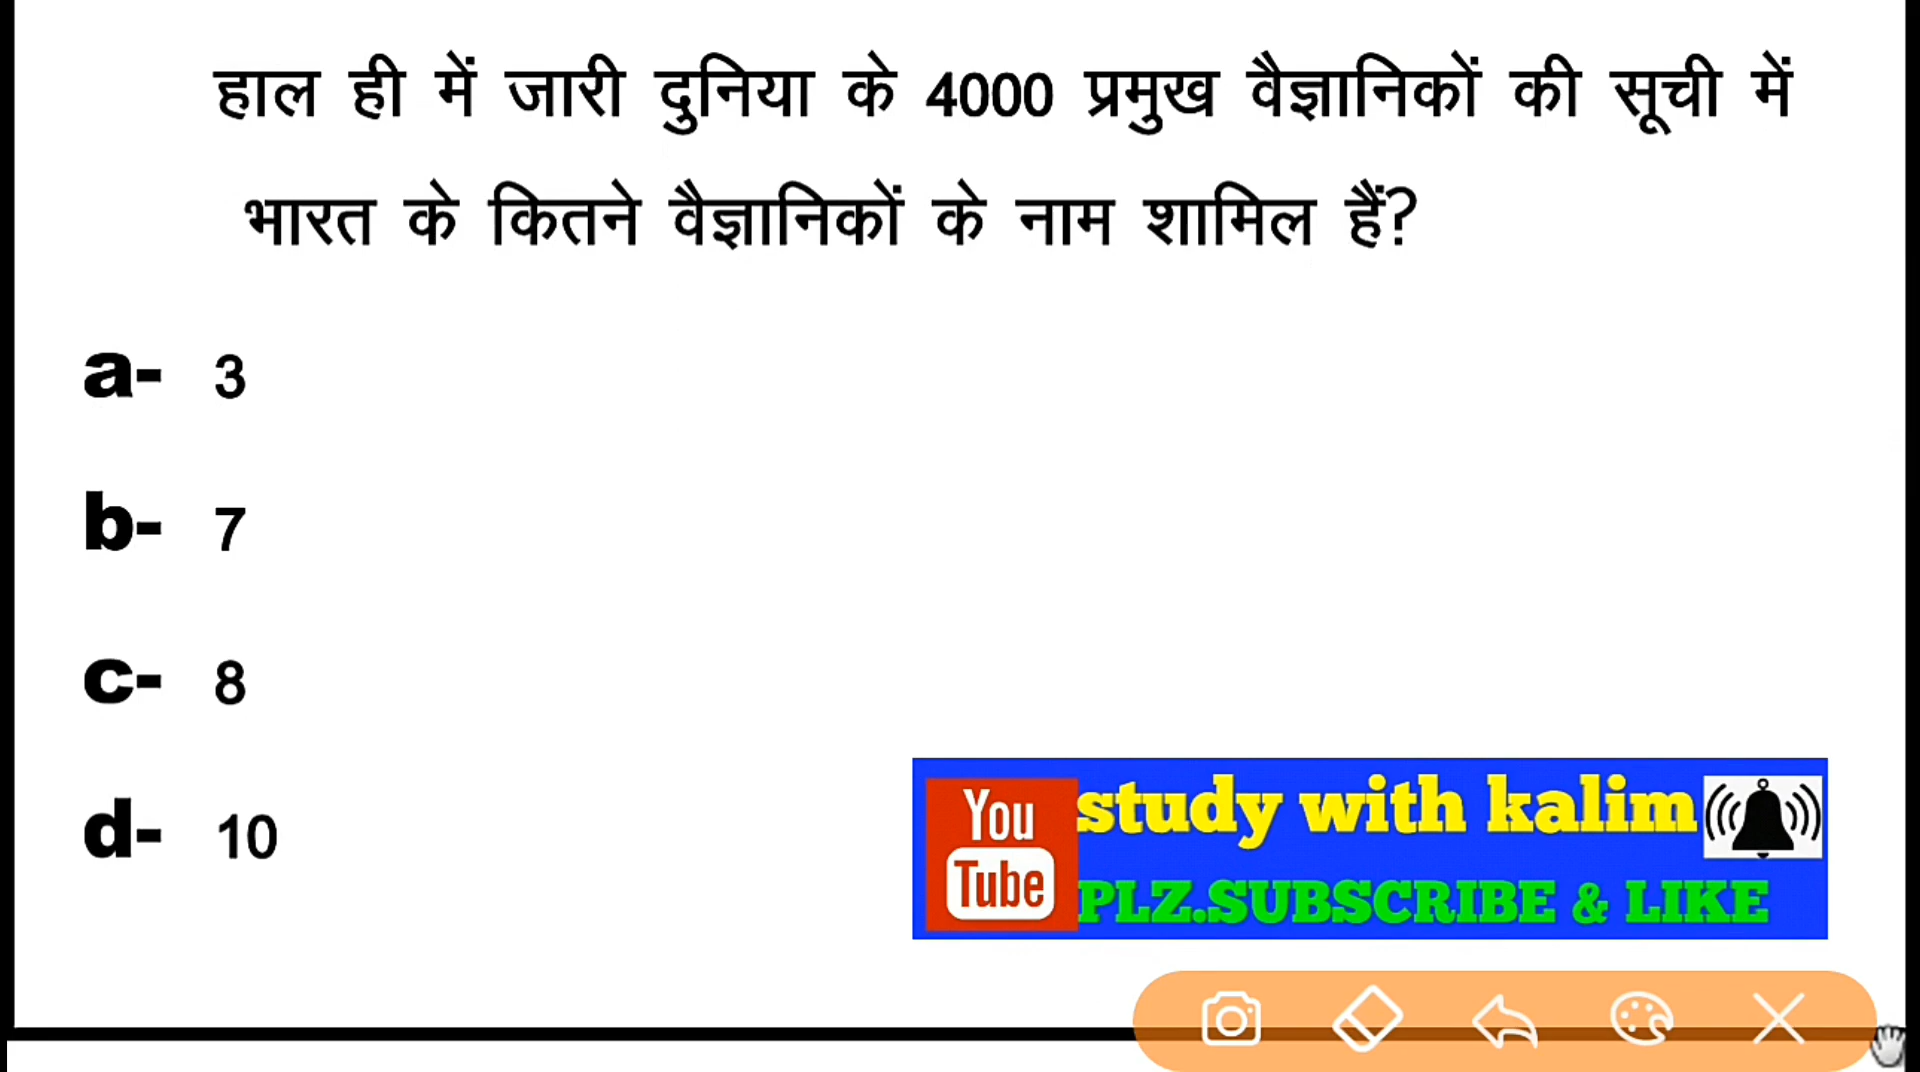 हाल ही में जारी दुनिया के 4000 प्रमुख वैज्ञानिकों की सूची में
भारत के कितने वैज्ञानिकों के नाम शामिल हैं?
a- 3
b- 7
c- 8
d- 10
You
Tube
study with kalim
PLZ.SUBSCRIBE & LIKE